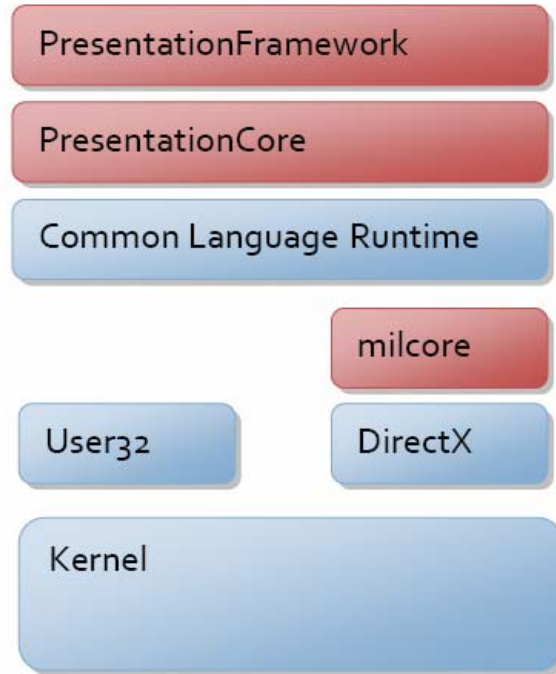 PresentationFramework
PresentationCore
Common Language Runtime
milcore
User32
DirectX
Kernel